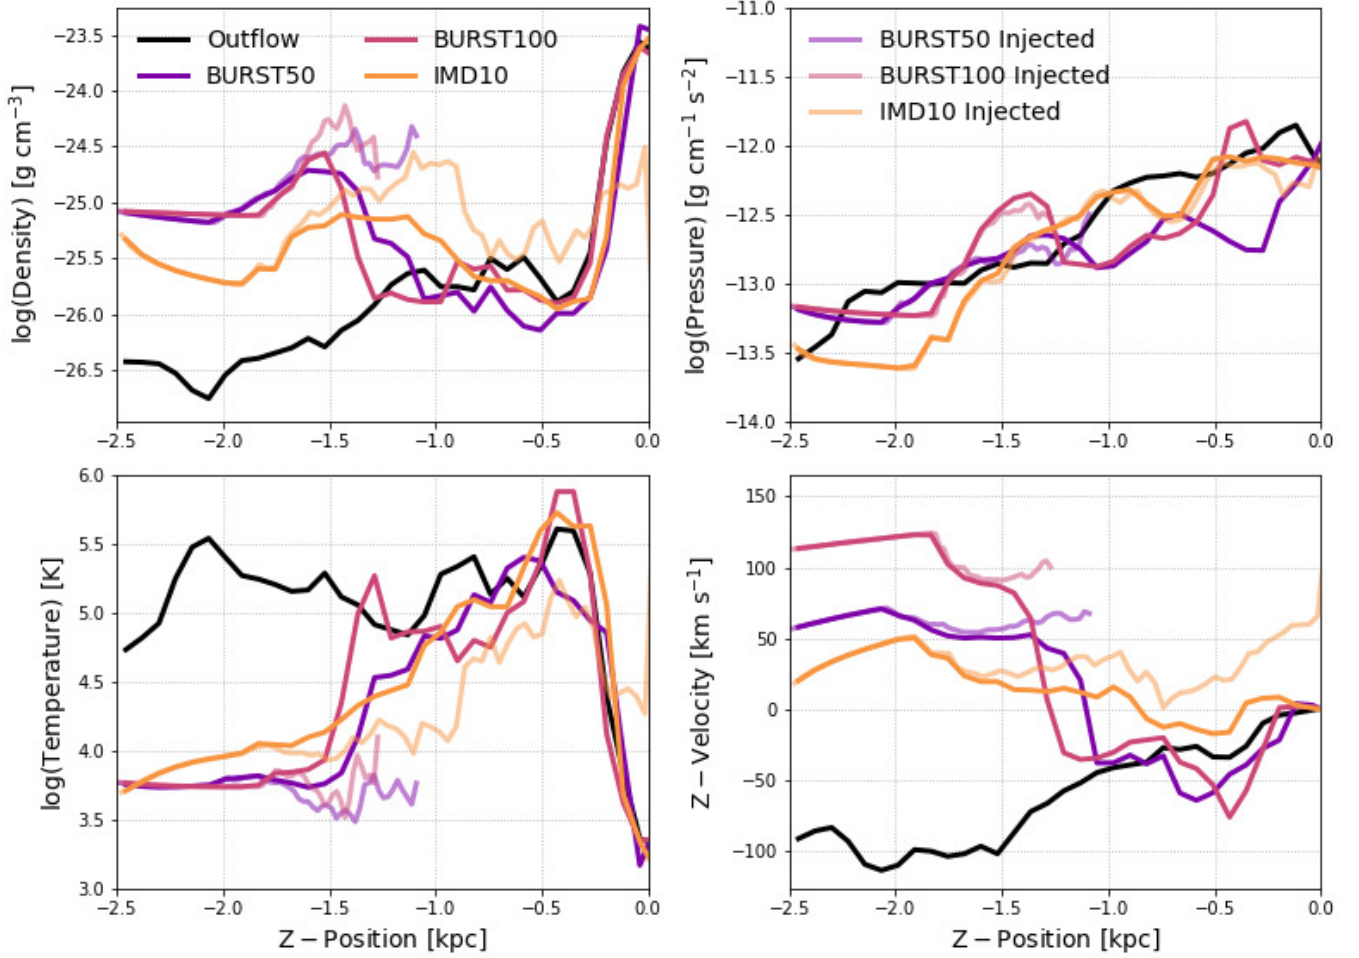 log(Density) [g cm⁻³]
−23.5
−24.0
−24.5
−25.0
−25.5
−26.0
−26.5
Outflow
BURST50
BURST100
IMD10
−2.5 −2.0 −1.5 −1.0 −0.5 0.0
log(Pressure) [g cm⁻¹ s⁻²]
−11.0
−11.5
−12.0
−12.5
−13.0
−13.5
−14.0
BURST50 Injected
BURST100 Injected
IMD10 Injected
−2.5 −2.0 −1.5 −1.0 −0.5 0.0
log(Temperature) [K]
6.0
5.5
5.0
4.5
4.0
3.5
3.0
−2.5 −2.0 −1.5 −1.0 −0.5 0.0
Z − Position [kpc]
Z − Velocity [km s⁻¹]
150
100
50
0
−50
−100
−2.5 −2.0 −1.5 −1.0 −0.5 0.0
Z − Position [kpc]